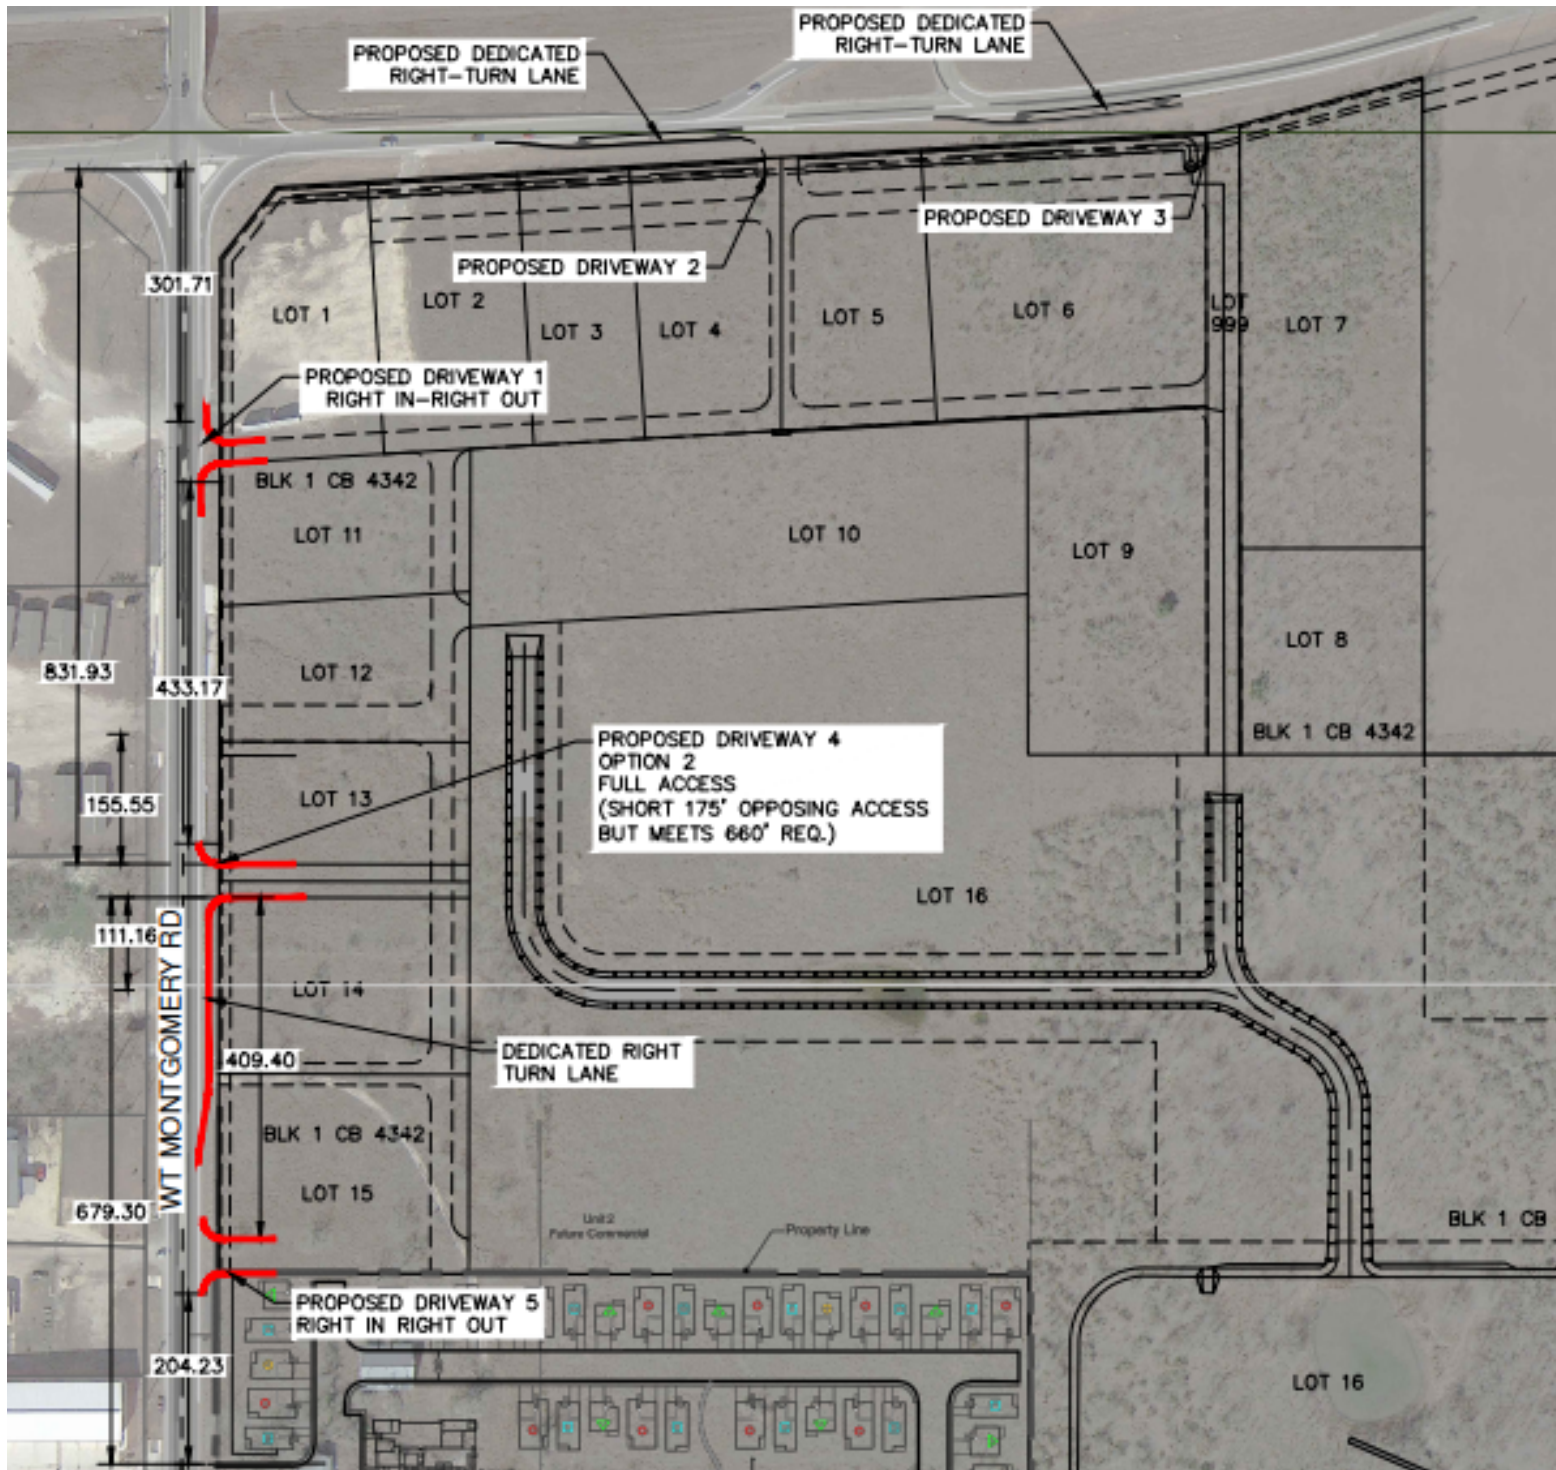 PROPOSED DEDICATED
RIGHT-TURN LANE
PROPOSED DEDICATED
RIGHT-TURN LANE
PROPOSED DRIVEWAY 3
PROPOSED DRIVEWAY 2
301.71
LOT 1
LOT 2
LOT 3
LOT 4
LOT 5
LOT 6
LOT
999
LOT 7
PROPOSED DRIVEWAY 1
RIGHT IN-RIGHT OUT
BLK 1 CB 4342
LOT 11
LOT 10
LOT 9
LOT 8
BLK 1 CB 4342
831.93
433.17
LOT 12
PROPOSED DRIVEWAY 4
OPTION 2
FULL ACCESS
(SHORT 175' OPPOSING ACCESS
BUT MEETS 660' REQ.)
155.55
LOT 13
LOT 16
111.16
WT MONTGOMERY RD
LOT 14
409.40
DEDICATED RIGHT
TURN LANE
BLK 1 CB 4342
LOT 15
679.30
Unit 2
Future Commercial
Property Line
BLK 1 CB
PROPOSED DRIVEWAY 5
RIGHT IN RIGHT OUT
204.23
LOT 16